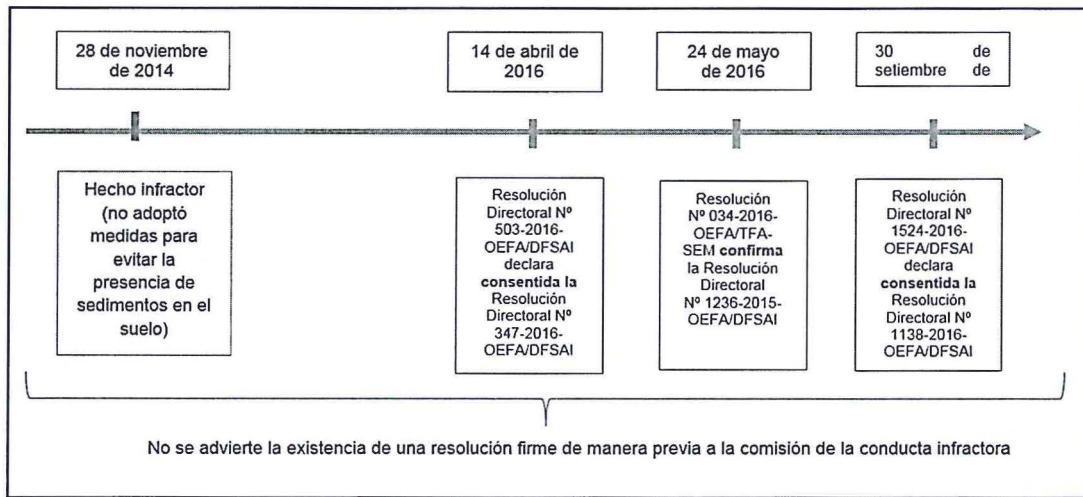 28 de noviembre
de 2014
14 de abril de
2016
24 de mayo
de 2016
30 de
setiembre de
Hecho infractor
(no adoptó
medidas para
evitar la
presencia de
sedimentos en el
suelo)
Resolución
Directoral Nº
503-2016-
OEFA/DFSAI
declara
consentida la
Resolución
Directoral Nº
347-2016-
OEFA/DFSAI
Resolución
Nº 034-2016-
OEFA/TFA-
SEM confirma
la Resolución
Directoral
Nº 1236-2015-
OEFA/DFSAI
Resolución
Directoral Nº
1524-2016-
OEFA/DFSAI
declara
consentida la
Resolución
Directoral Nº
1138-2016-
OEFA/DFSAI
No se advierte la existencia de una resolución firme de manera previa a la comisión de la conducta infractora